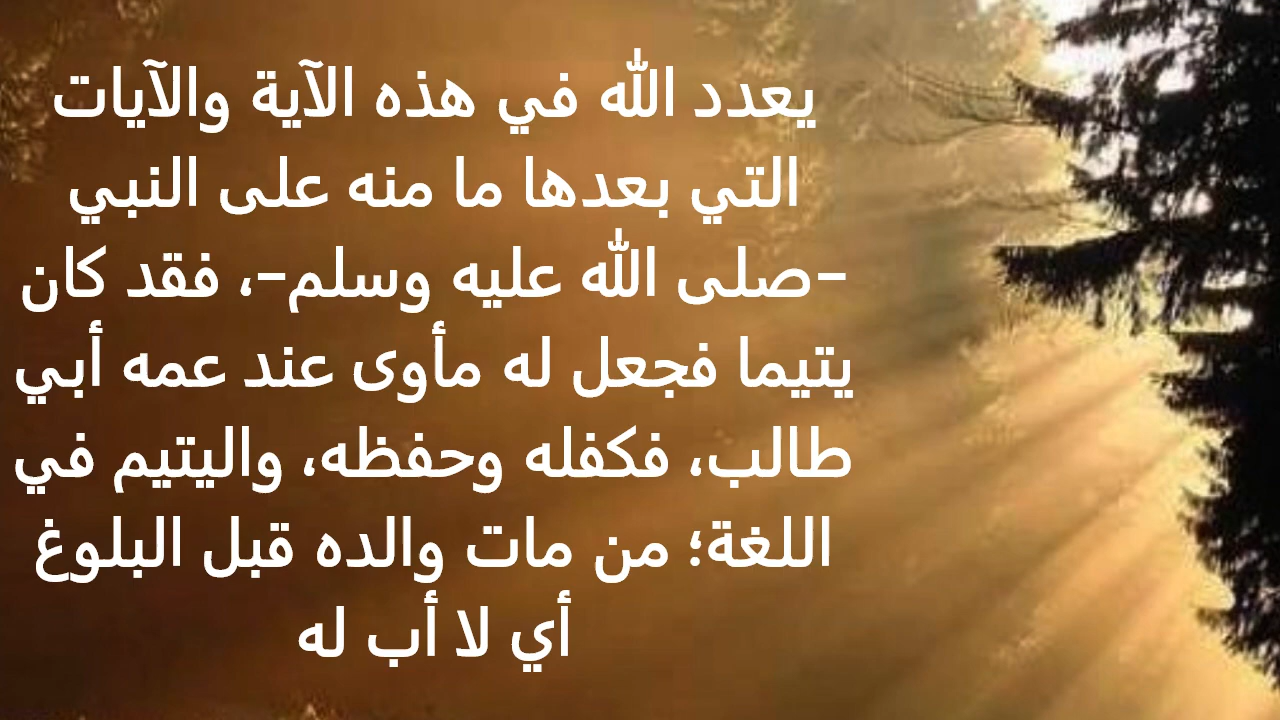 يعدد الله في هذه الآية والآيات
التي بعدها ما منه على النبي
–صلى الله عليه وسلم–، فقد كان
يتيما فجعل له مأوى عند عمه أبي
طالب، فكفله وحفظه، واليتيم في
اللغة؛ من مات والده قبل البلوغ
أي لا أب له